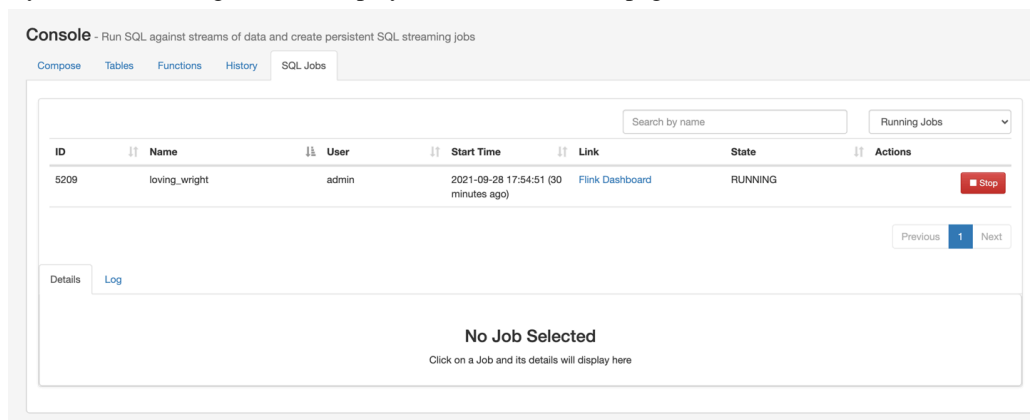 Console - Run SQL against streams of data and create persistent SQL streaming jobs
Compose Tables Functions History SQL Jobs
Search by name Running Jobs
ID Name User Start Time Link State Actions
5209 loving_wright admin 2021-09-28 17:54:51 (30 Flink Dashboard RUNNING Stop
minutes ago)
Previous 1 Next
Details Log
No Job Selected
Click on a Job and its details will display here